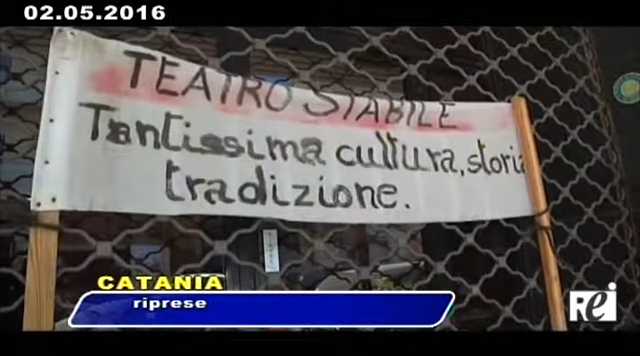 02.05.2016
TEATRO STABILE
Tantissima cultura, storia
tradizione.
CATANIA
riprese
REi